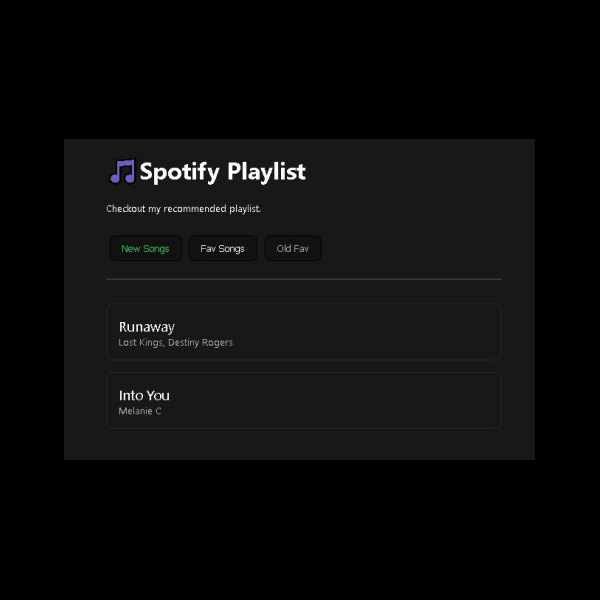 Spotify Playlist
Checkout my recommended playlist.
New Songs Fav Songs Old Fav
Runaway
Lost Kings, Destiny Rogers
Into You
Melanie C